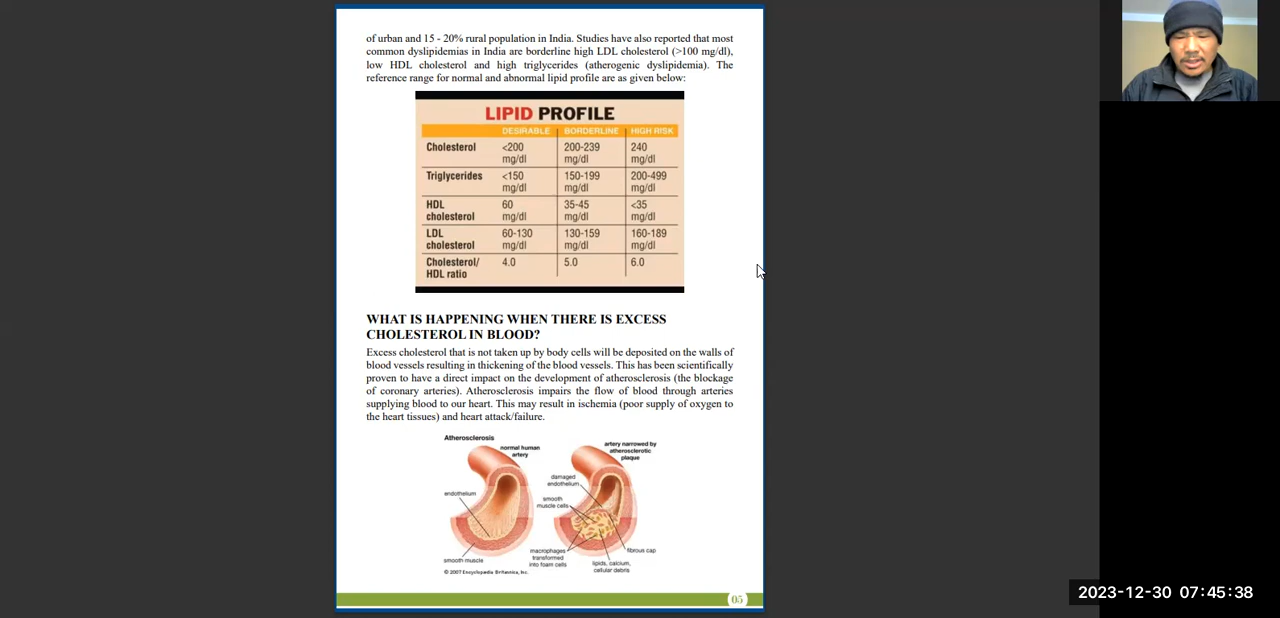 of urban and 15 - 20% rural population in India. Studies have also reported that most
common dyslipidemias in India are borderline high LDL cholesterol (>100 mg/dl),
low HDL cholesterol and high triglycerides (atherogenic dyslipidemia). The
reference range for normal and abnormal lipid profile are as given below:
LIPID PROFILE
DESIRABLE BORDERLINE HIGH RISK
Cholesterol <200 200-239 240
mg/dl mg/dl mg/dl
Triglycerides <150 150-199 200-499
mg/dl mg/dl mg/dl
HDL 60 35-45 <35
cholesterol mg/dl mg/dl mg/dl
LDL 60-130 130-159 160-189
cholesterol mg/dl mg/dl mg/dl
Cholesterol/ 4.0 5.0 6.0
HDL ratio
WHAT IS HAPPENING WHEN THERE IS EXCESS
CHOLESTEROL IN BLOOD?
Excess cholesterol that is not taken up by body cells will be deposited on the walls of
blood vessels resulting in thickening of the blood vessels. This has been scientifically
proven to have a direct impact on the development of atherosclerosis (the blockage
of coronary arteries). Atherosclerosis impairs the flow of blood through arteries
supplying blood to our heart. This may result in ischemia (poor supply of oxygen to
the heart tissues) and heart attack/failure.
Atherosclerosis
normal human
artery
endothelium
smooth muscle
artery narrowed by
atherosclerotic
plaque
damaged
endothelium
smooth
muscle cells
macrophages
transformed
into foam cells
fibrous cap
lipids, calcium,
cellular debris
© 2007 Encyclopædia Britannica, Inc.
05
2023-12-30 07:45:38